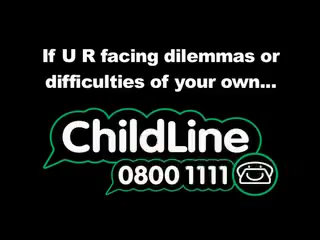 If U R facing dilemmas or
difficulties of your own...
ChildLine
0800 1111